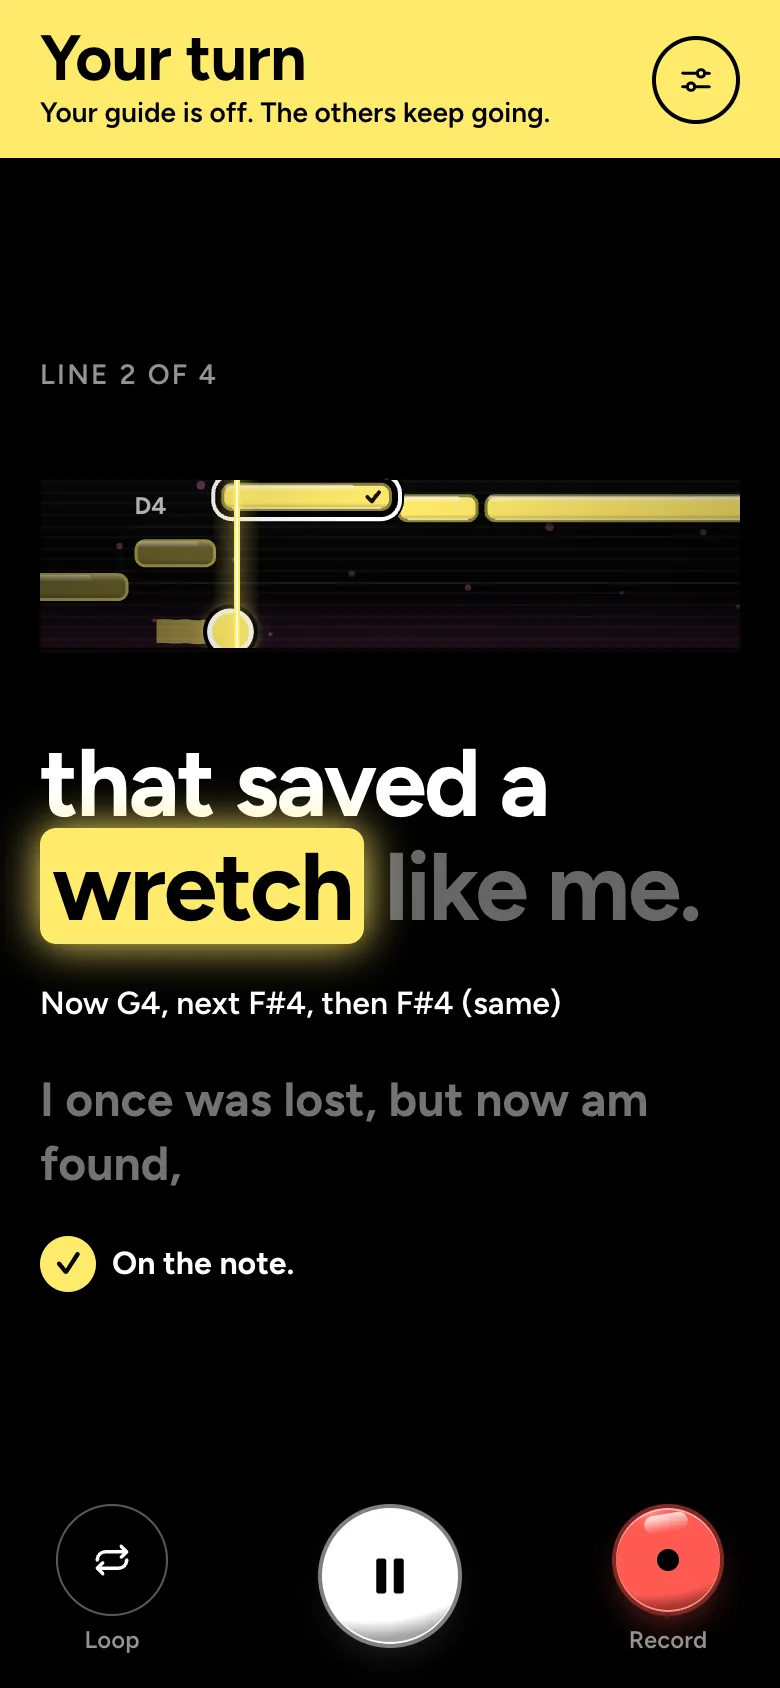 Your turn
Your guide is off. The others keep going.
LINE 2 OF 4
D4
that saved a
wretch like me.
Now G4, next F#4, then F#4 (same)
I once was lost, but now am
found,
On the note.
Loop
Record